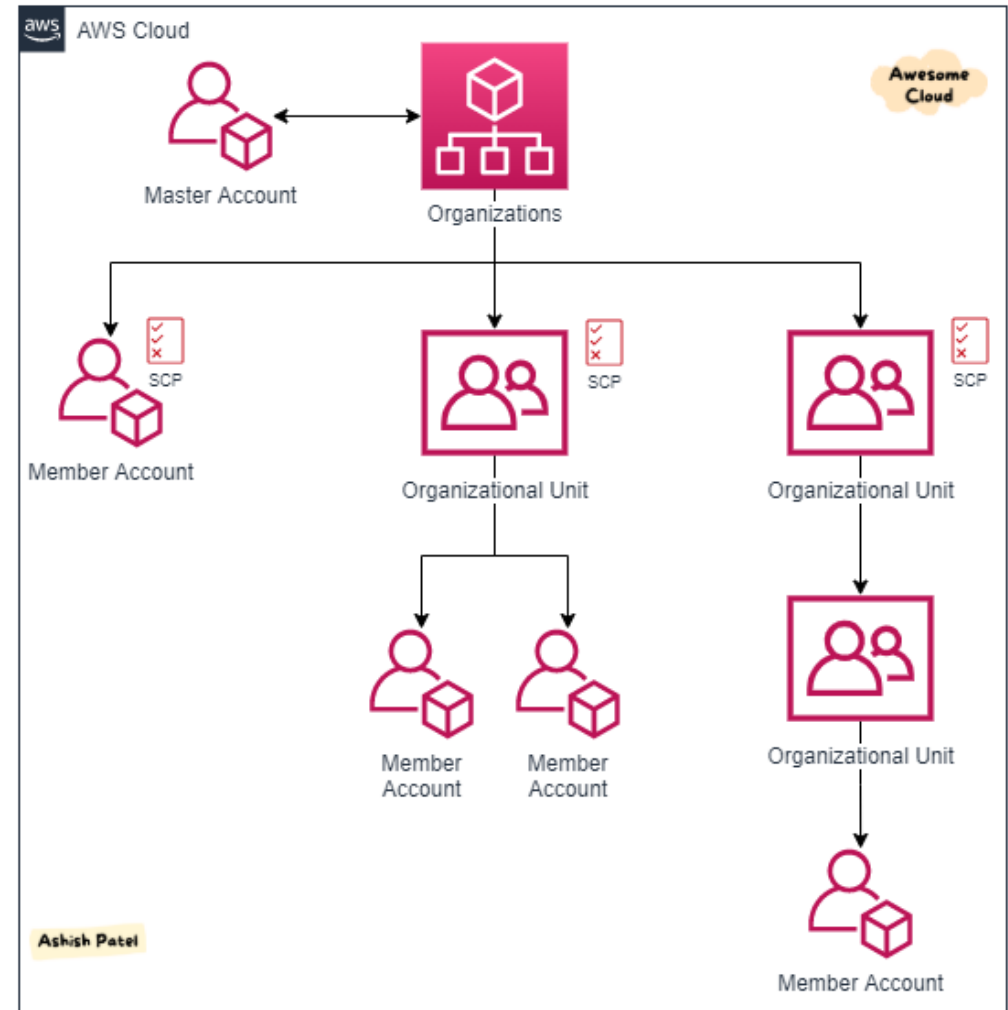 aws
AWS Cloud
Awesome
Cloud
Master Account
Organizations
SCP
SCP
SCP
Member Account
Organizational Unit
Organizational Unit
Member
Account
Member
Account
Organizational Unit
Ashish Patel
Member Account